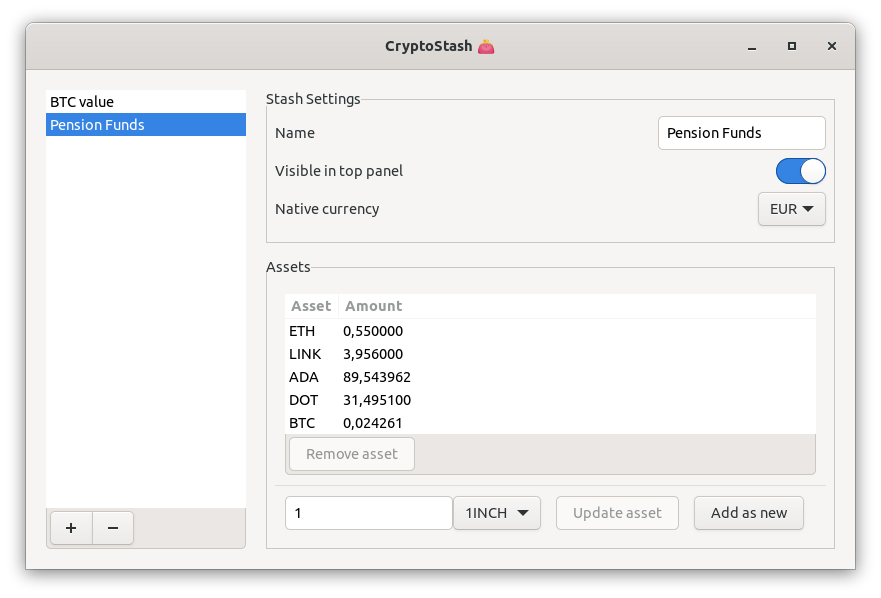 CryptoStash 👛
BTC value
Pension Funds
+ −
Stash Settings
Name Pension Funds
Visible in top panel
Native currency EUR
Assets
Asset Amount
ETH 0,550000
LINK 3,956000
ADA 89,543962
DOT 31,495100
BTC 0,024261
Remove asset
1 1INCH Update asset Add as new